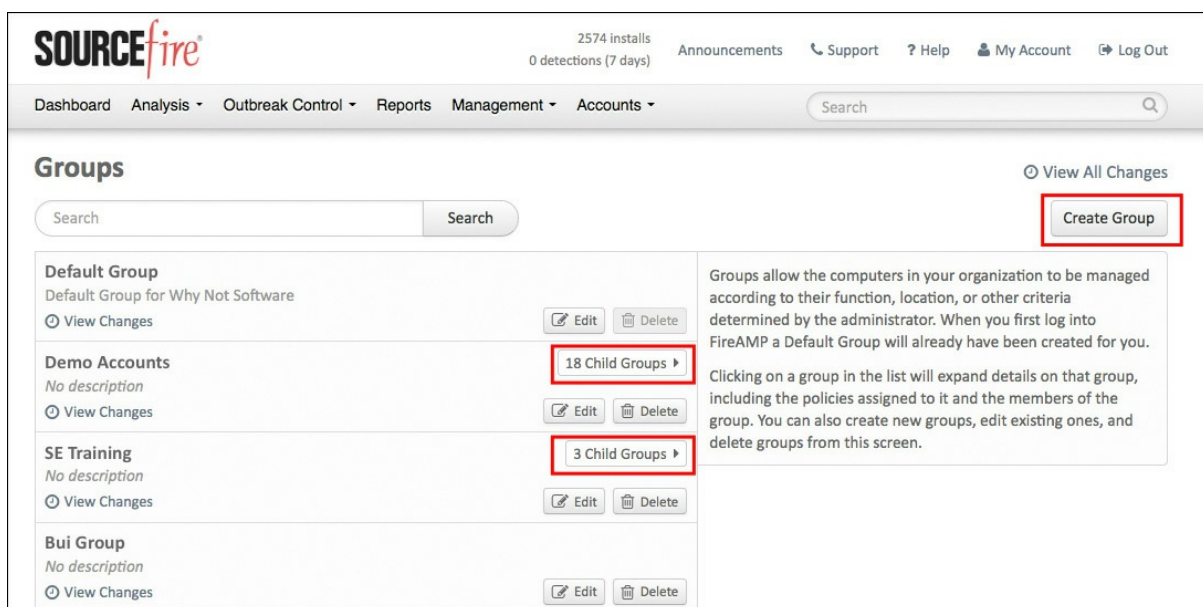 SOURCEfire®
2574 installs
0 detections (7 days)
Announcements Support ? Help My Account Log Out
Dashboard Analysis Outbreak Control Reports Management Accounts
Search
Groups
View All Changes
Search Search
Create Group
Default Group
Default Group for Why Not Software
View Changes
Edit Delete
Demo Accounts
18 Child Groups
No description
View Changes
Edit Delete
SE Training
3 Child Groups
No description
View Changes
Edit Delete
Bui Group
No description
View Changes
Edit Delete
Groups allow the computers in your organization to be managed
according to their function, location, or other criteria
determined by the administrator. When you first log into
FireAMP a Default Group will already have been created for you.
Clicking on a group in the list will expand details on that group,
including the policies assigned to it and the members of the
group. You can also create new groups, edit existing ones, and
delete groups from this screen.